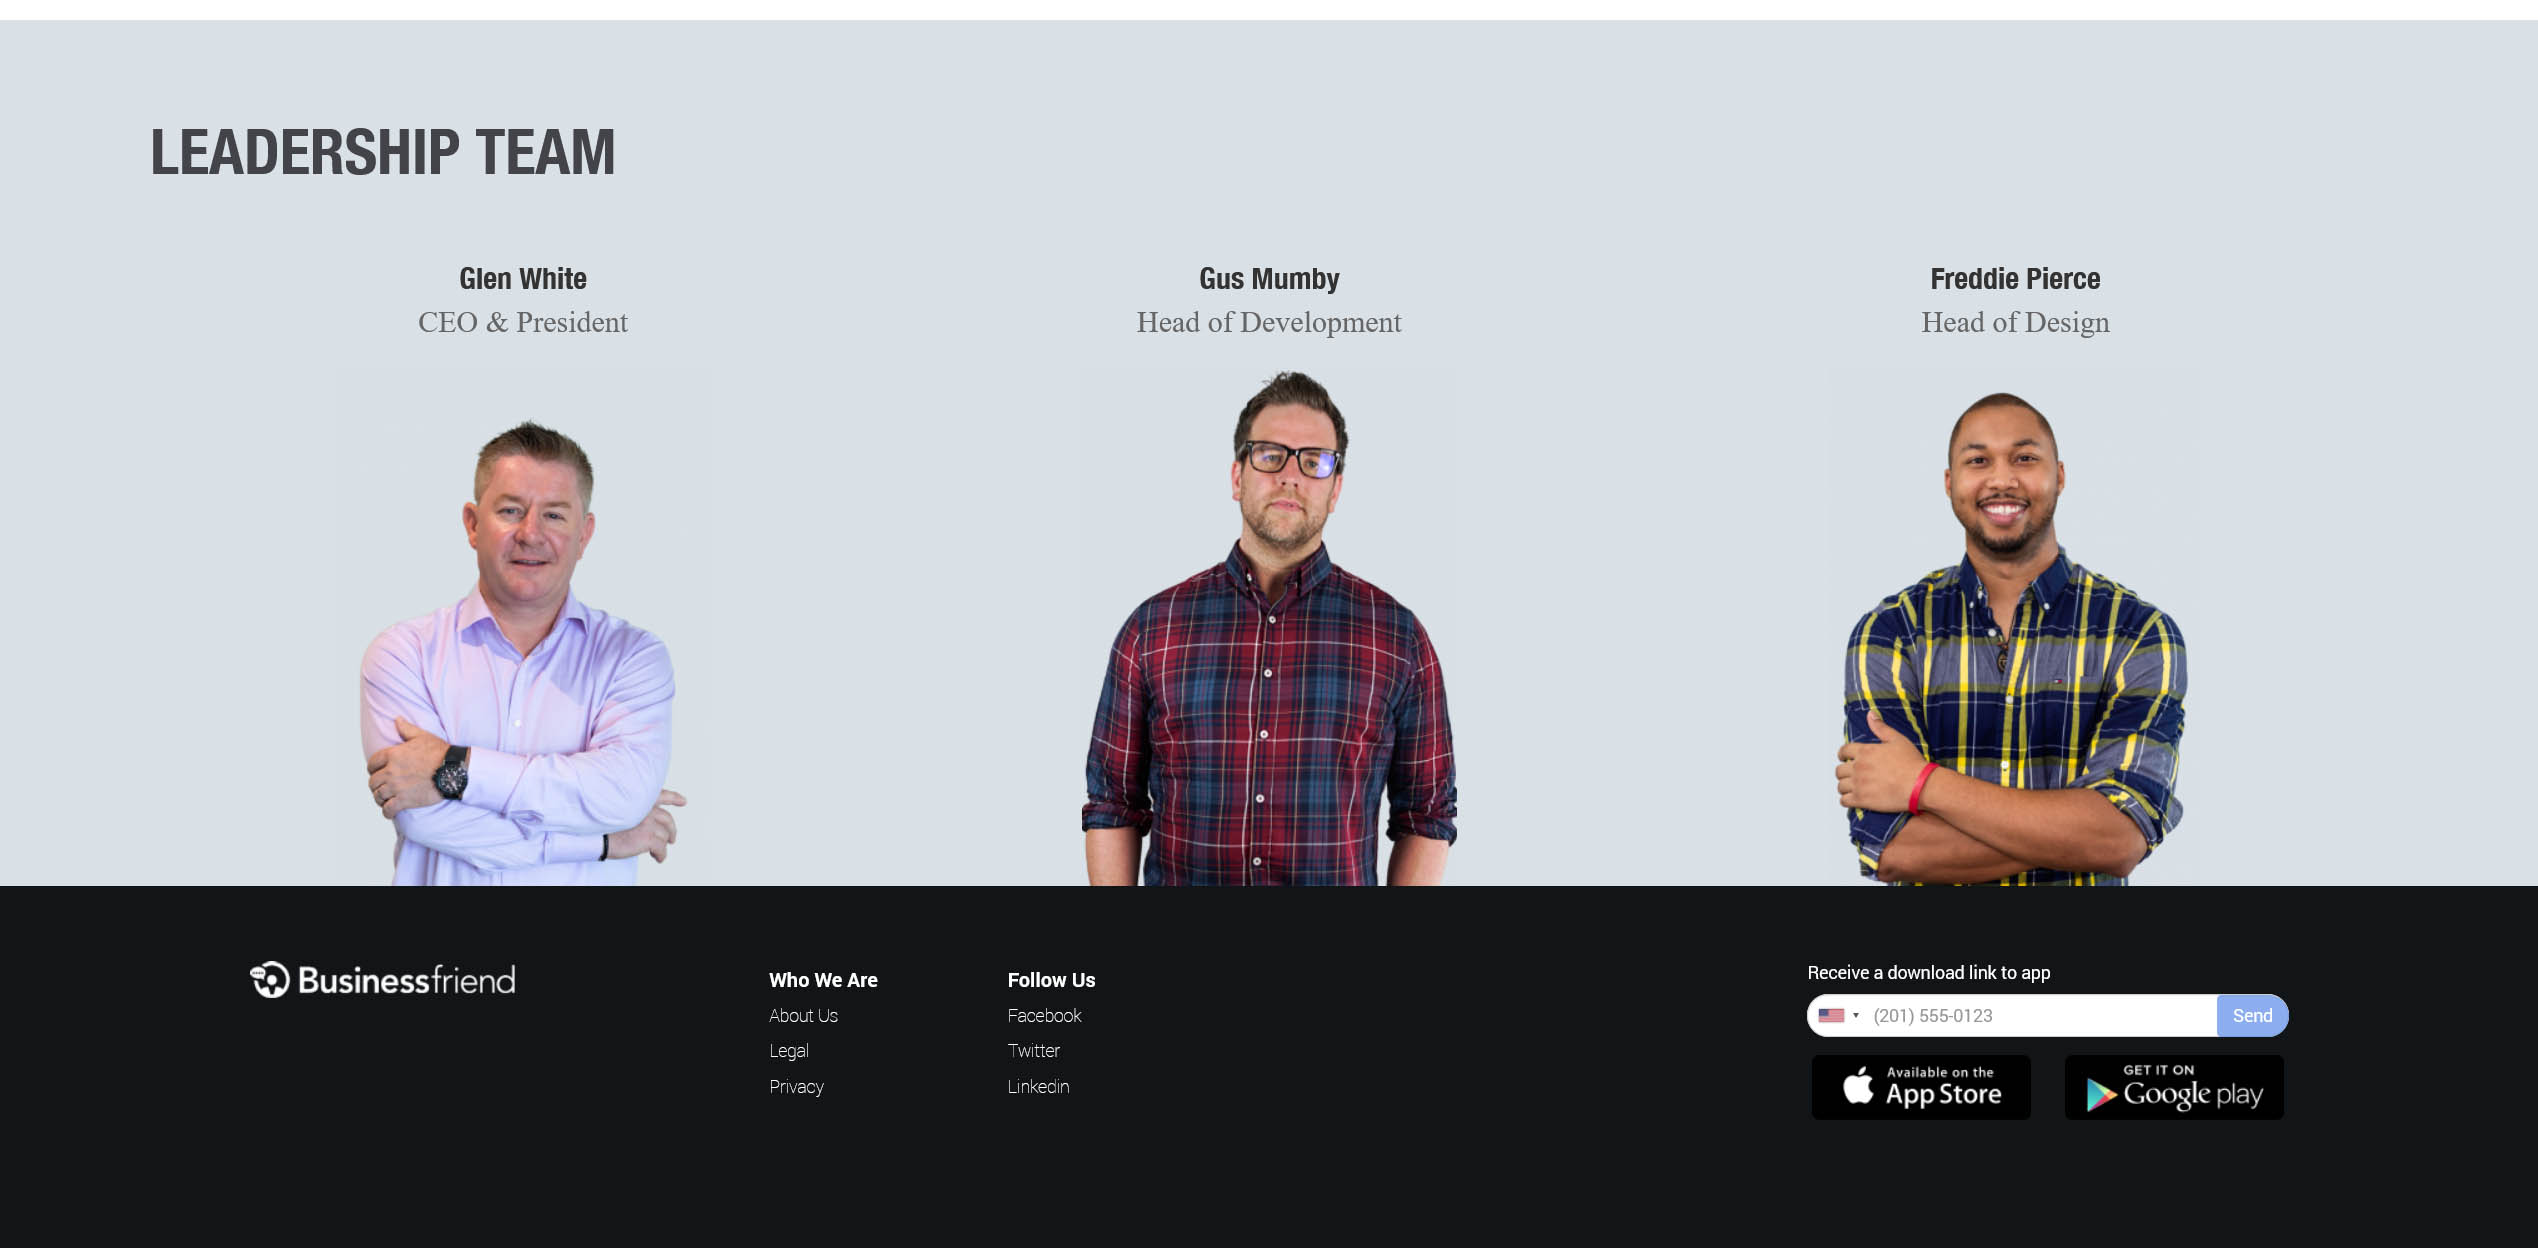 LEADERSHIP TEAM
Glen White
CEO & President
Gus Mumby
Head of Development
Freddie Pierce
Head of Design
Businessfriend
Who We Are
About Us
Legal
Privacy
Follow Us
Facebook
Twitter
Linkedin
Receive a download link to app
(201) 555-0123
Send
Available on the
App Store
GET IT ON
Google play